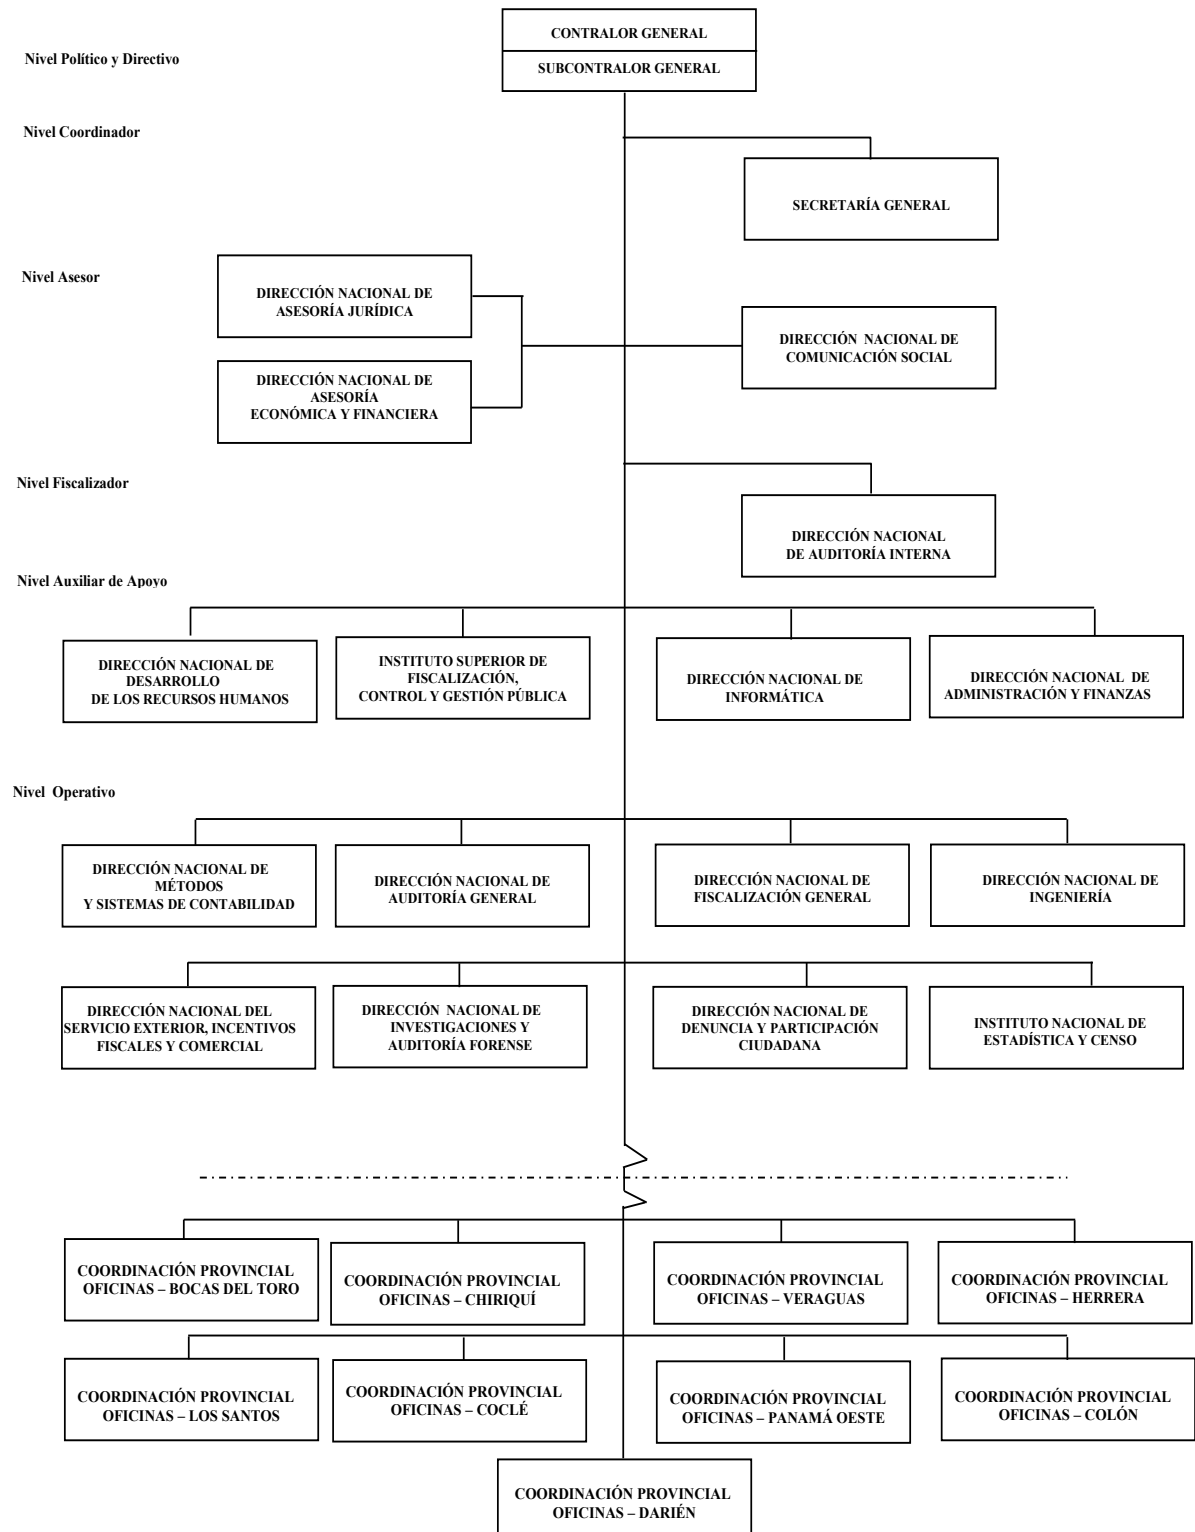 CONTRALOR GENERAL
Nivel Político y Directivo
SUBCONTRALOR GENERAL
Nivel Coordinador
SECRETARÍA GENERAL
Nivel Asesor
DIRECCIÓN NACIONAL DE
ASESORÍA JURÍDICA
DIRECCIÓN NACIONAL DE
COMUNICACIÓN SOCIAL
DIRECCIÓN NACIONAL DE
ASESORÍA
ECONÓMICA Y FINANCIERA
Nivel Fiscalizador
DIRECCIÓN NACIONAL
DE AUDITORÍA INTERNA
Nivel Auxiliar de Apoyo
DIRECCIÓN NACIONAL DE
DESARROLLO
DE LOS RECURSOS HUMANOS
INSTITUTO SUPERIOR DE
FISCALIZACIÓN,
CONTROL Y GESTIÓN PÚBLICA
DIRECCIÓN NACIONAL DE
INFORMÁTICA
DIRECCIÓN NACIONAL DE
ADMINISTRACIÓN Y FINANZAS
Nivel Operativo
DIRECCIÓN NACIONAL DE
MÉTODOS
Y SISTEMAS DE CONTABILIDAD
DIRECCIÓN NACIONAL DE
AUDITORÍA GENERAL
DIRECCIÓN NACIONAL DE
FISCALIZACIÓN GENERAL
DIRECCIÓN NACIONAL DE
INGENIERÍA
DIRECCIÓN NACIONAL DEL
SERVICIO EXTERIOR, INCENTIVOS
FISCALES Y COMERCIAL
DIRECCIÓN NACIONAL DE
INVESTIGACIONES Y
AUDITORÍA FORENSE
DIRECCIÓN NACIONAL DE
DENUNCIA Y PARTICIPACIÓN
CIUDADANA
INSTITUTO NACIONAL DE
ESTADÍSTICA Y CENSO
COORDINACIÓN PROVINCIAL
OFICINAS – BOCAS DEL TORO
COORDINACIÓN PROVINCIAL
OFICINAS – CHIRIQUÍ
COORDINACIÓN PROVINCIAL
OFICINAS – VERAGUAS
COORDINACIÓN PROVINCIAL
OFICINAS – HERRERA
COORDINACIÓN PROVINCIAL
OFICINAS – LOS SANTOS
COORDINACIÓN PROVINCIAL
OFICINAS – COCLÉ
COORDINACIÓN PROVINCIAL
OFICINAS – PANAMÁ OESTE
COORDINACIÓN PROVINCIAL
OFICINAS – COLÓN
COORDINACIÓN PROVINCIAL
OFICINAS – DARIÉN